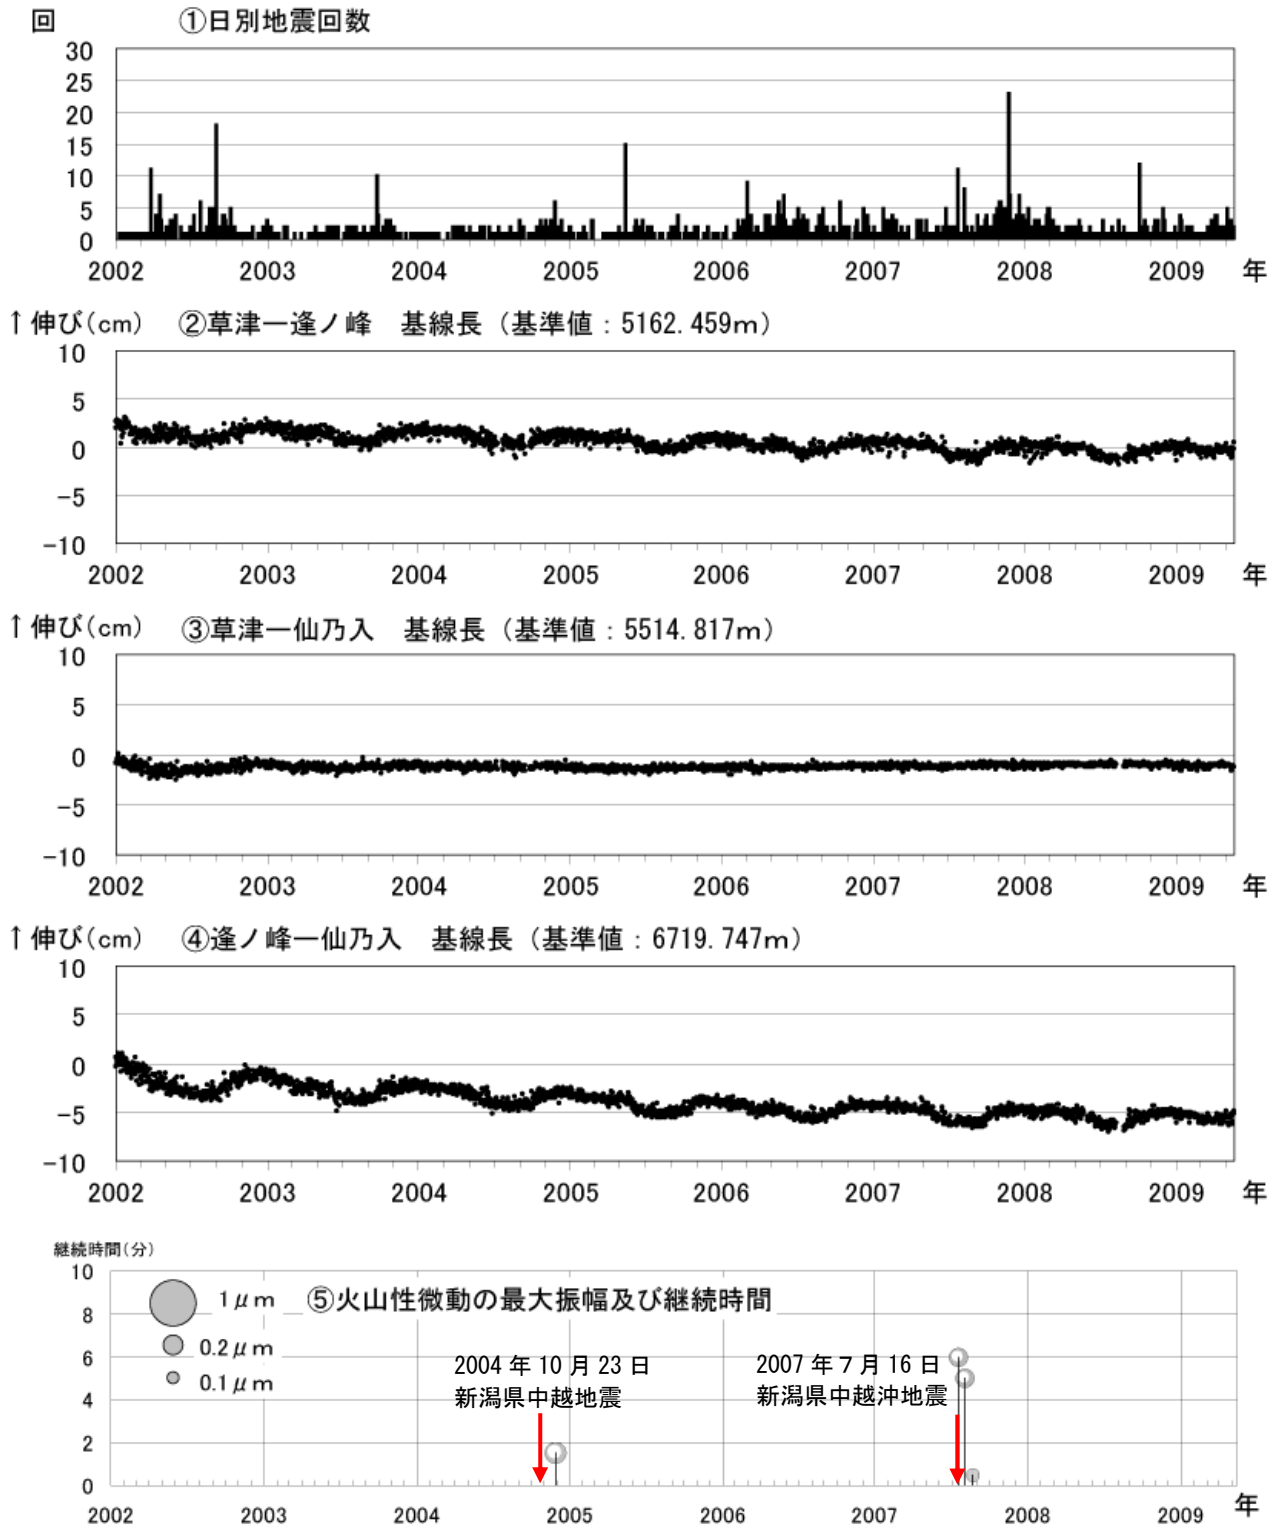 回 ①日別地震回数
30
25
20
15
10
5
0
2002 2003 2004 2005 2006 2007 2008 2009 年
↑伸び(cm) ②草津ー逢ノ峰 基線長（基準値：5162.459m）
10
5
0
-5
-10
2002 2003 2004 2005 2006 2007 2008 2009 年
↑伸び(cm) ③草津ー仙乃入 基線長（基準値：5514.817m）
10
5
0
-5
-10
2002 2003 2004 2005 2006 2007 2008 2009 年
↑伸び(cm) ④逢ノ峰ー仙乃入 基線長（基準値：6719.747m）
10
5
0
-5
-10
2002 2003 2004 2005 2006 2007 2008 2009 年
継続時間(分)
10
8
6
4
2
0
1μm ⑤火山性微動の最大振幅及び継続時間
0.2μm
0.1μm
2004年10月23日
新潟県中越地震
2007年7月16日
新潟県中越沖地震
2002 2003 2004 2005 2006 2007 2008 2009 年